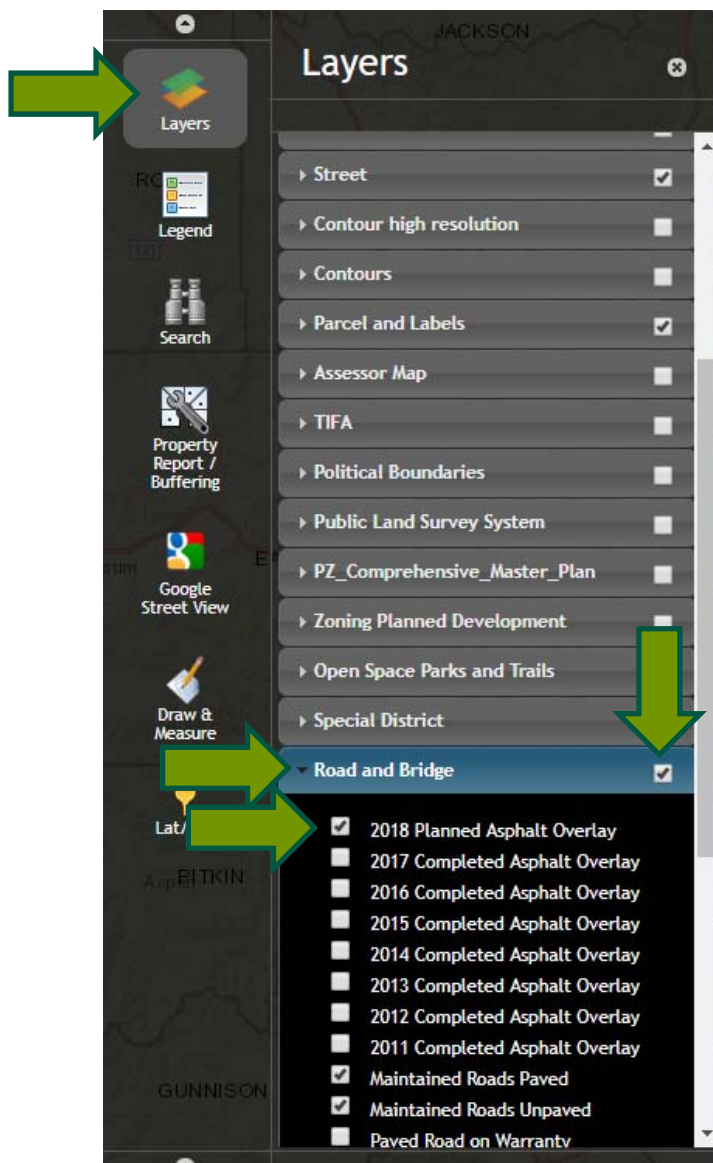 JACKSON
Layers
Layers
Legend
Search
Property
Report /
Buffering
Google
Street View
Draw &
Measure
Lat/
PITKIN
GUNNISON
Street
Contour high resolution
Contours
Parcel and Labels
Assessor Map
TIFA
Political Boundaries
Public Land Survey System
PZ_Comprehensive_Master_Plan
Zoning Planned Development
Open Space Parks and Trails
Special District
Road and Bridge
2018 Planned Asphalt Overlay
2017 Completed Asphalt Overlay
2016 Completed Asphalt Overlay
2015 Completed Asphalt Overlay
2014 Completed Asphalt Overlay
2013 Completed Asphalt Overlay
2012 Completed Asphalt Overlay
2011 Completed Asphalt Overlay
Maintained Roads Paved
Maintained Roads Unpaved
Paved Road on Warranty